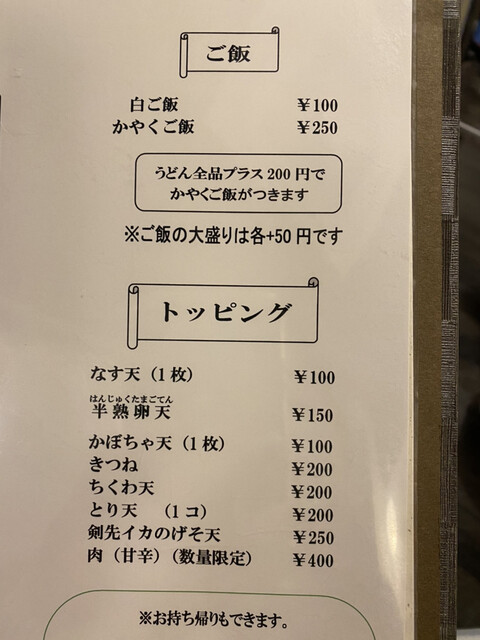 ご飯
白ご飯 ¥100
かやくご飯 ¥250
うどん全品プラス200円で
かやくご飯がつきます
※ご飯の大盛りは各+50円です
トッピング
なす天（1枚） ¥100
はんじゅくたまごてん
半熟卵天 ¥150
かぼちゃ天（1枚） ¥100
きつね ¥200
ちくわ天 ¥200
とり天 （1コ） ¥200
剣先イカのげそ天 ¥250
肉（甘辛）（数量限定） ¥400
※お持ち帰りもできます。